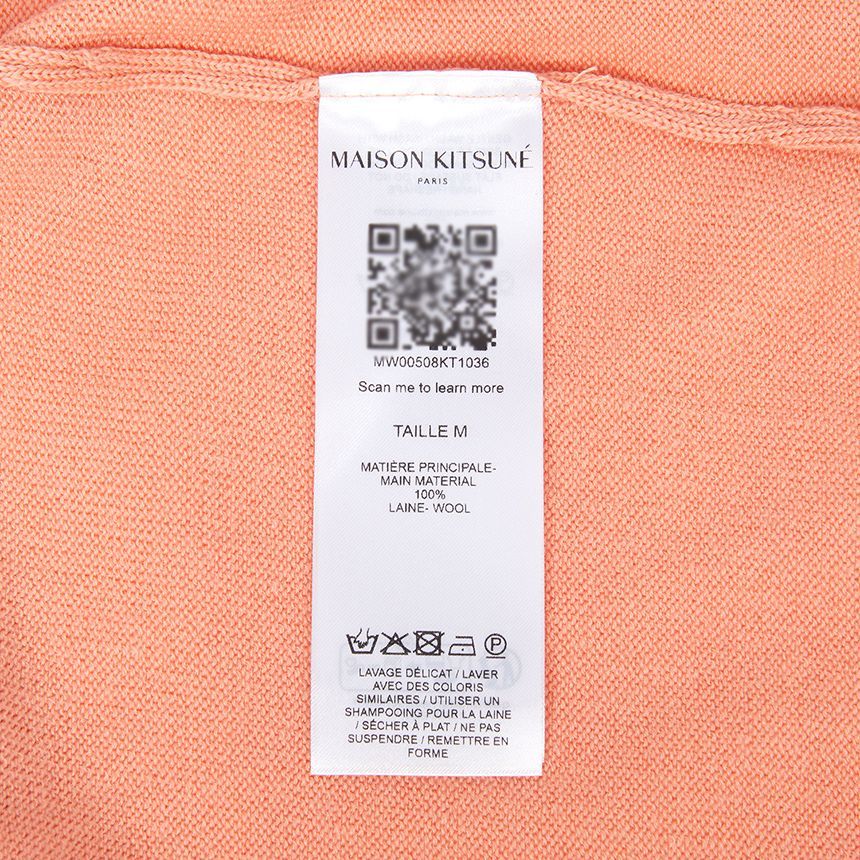 MAISON KITSUNÉ
PARIS
MW00508KT1036
Scan me to learn more
TAILLE M
MATIÈRE PRINCIPALE-
MAIN MATERIAL
100%
LAINE- WOOL
P
LAVAGE DÉLICAT / LAVER
AVEC DES COLORIS
SIMILAIRES / UTILISER UN
SHAMPOOING POUR LA LAINE
/ SÉCHER À PLAT / NE PAS
SUSPENDRE / REMETTRE EN
FORME